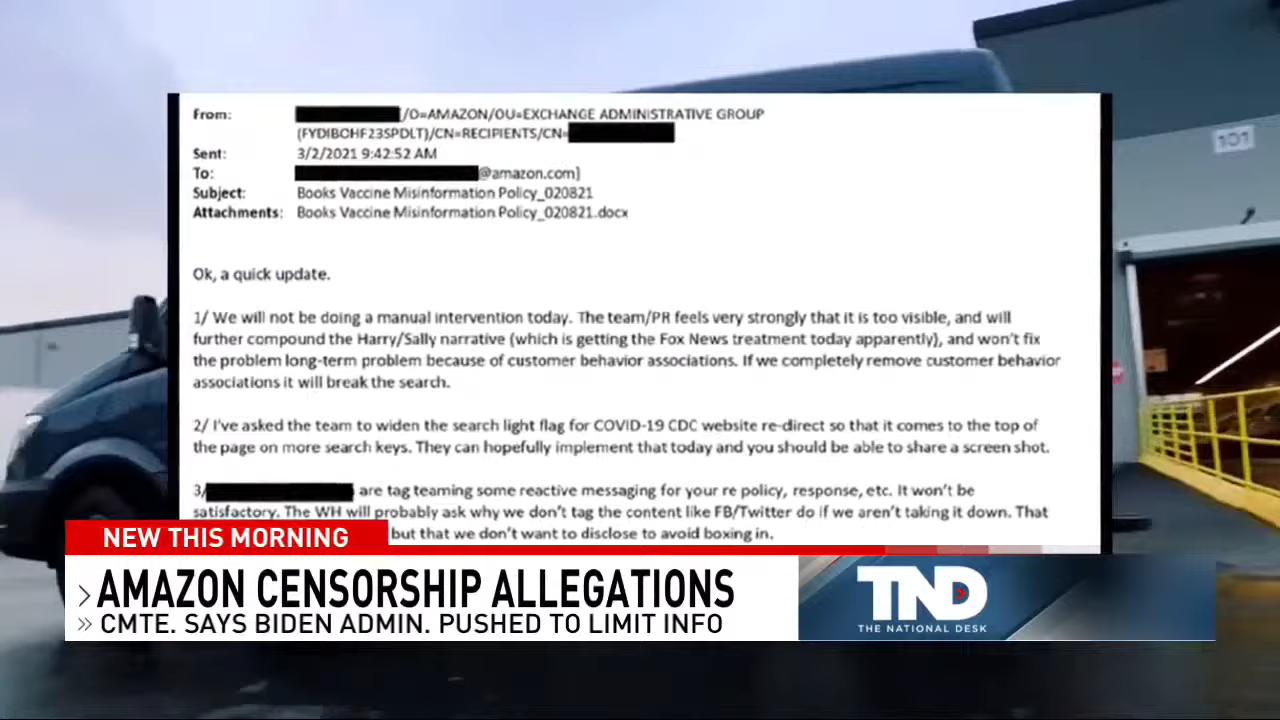 101
From: /O=AMAZON/OU=EXCHANGE ADMINISTRATIVE GROUP
(FYDIBOHF23SPDLT)/CN=RECIPIENTS/CN=
Sent: 3/2/2021 9:42:52 AM
To: @amazon.com]
Subject: Books Vaccine Misinformation Policy_020821
Attachments: Books Vaccine Misinformation Policy_020821.docx
Ok, a quick update.
1/ We will not be doing a manual intervention today. The team/PR feels very strongly that it is too visible, and will
further compound the Harry/Sally narrative (which is getting the Fox News treatment today apparently), and won't fix
the problem long-term problem because of customer behavior associations. If we completely remove customer behavior
associations it will break the search.
2/ I've asked the team to widen the search light flag for COVID-19 CDC website re-direct so that it comes to the top of
the page on more search keys. They can hopefully implement that today and you should be able to share a screen shot.
3/ are tag teaming some reactive messaging for your re policy, response, etc. It won't be
satisfactory. The WH will probably ask why we don't tag the content like FB/Twitter do if we aren't taking it down. That
but that we don't want to disclose to avoid boxing in.
NEW THIS MORNING
> AMAZON CENSORSHIP ALLEGATIONS
» CMTE. SAYS BIDEN ADMIN. PUSHED TO LIMIT INFO
TND
THE NATIONAL DESK